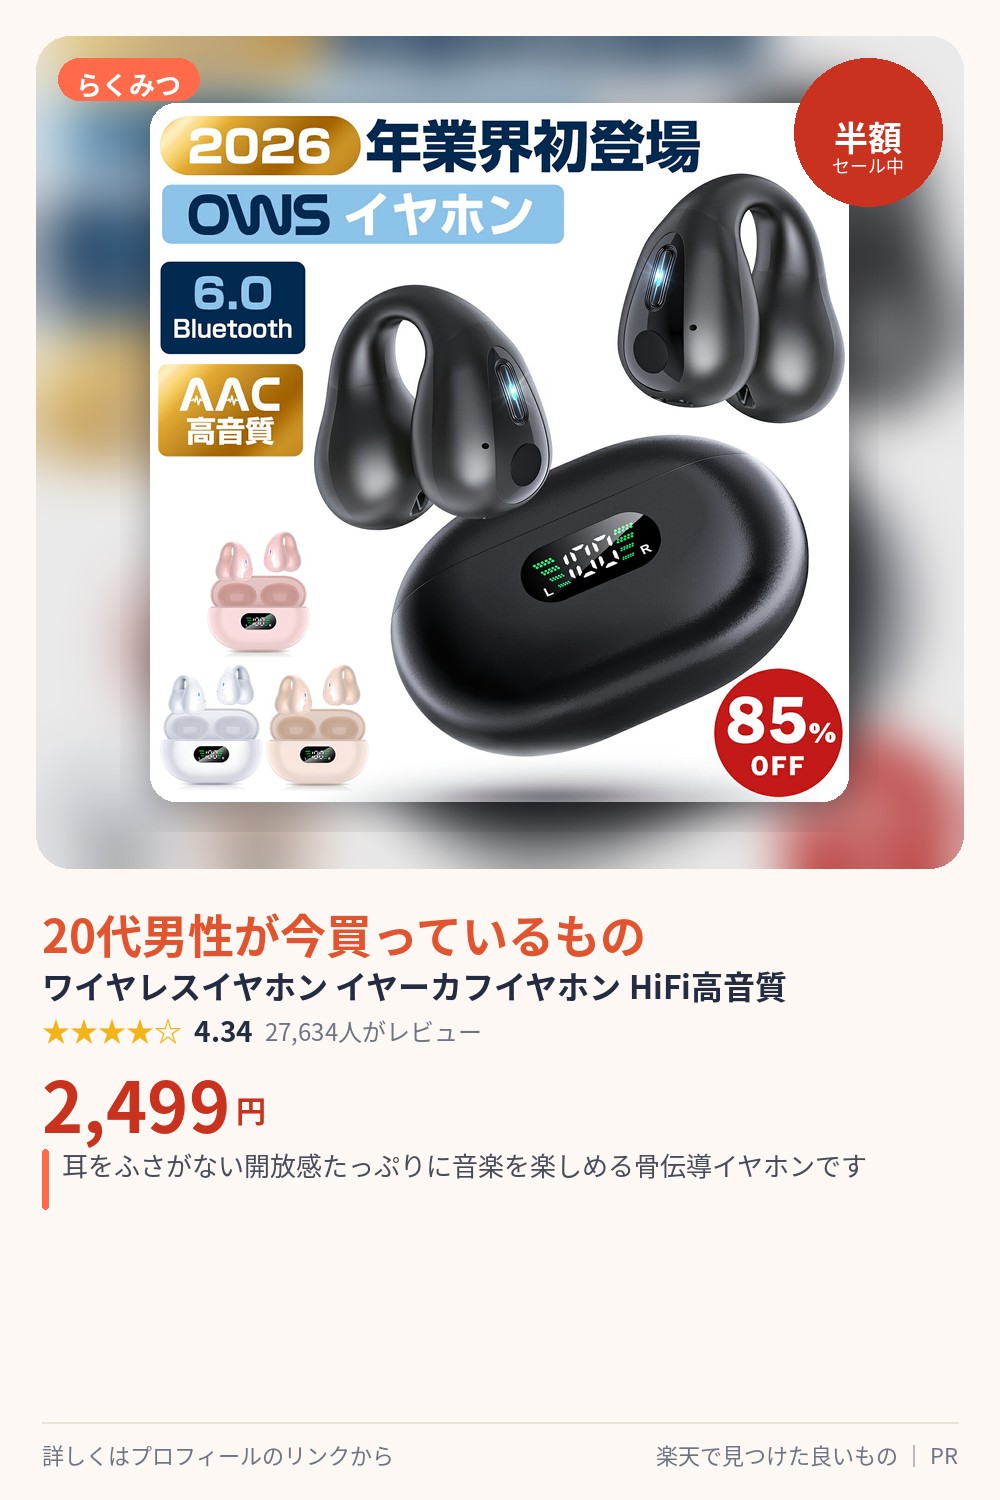 らくみつ
半額
セール中
2026年業界初登場
OWS イヤホン
6.0
Bluetooth
AAC
高音質
100
L
R
85%
OFF
20代男性が今買っているもの
ワイヤレスイヤホン イヤーカフイヤホン HiFi高音質
★★★★☆ 4.34 27,634人がレビュー
2,499円
耳をふさがない開放感たっぷりに音楽を楽しめる骨伝導イヤホンです
詳しくはプロフィールのリンクから
楽天で見つけた良いもの｜PR